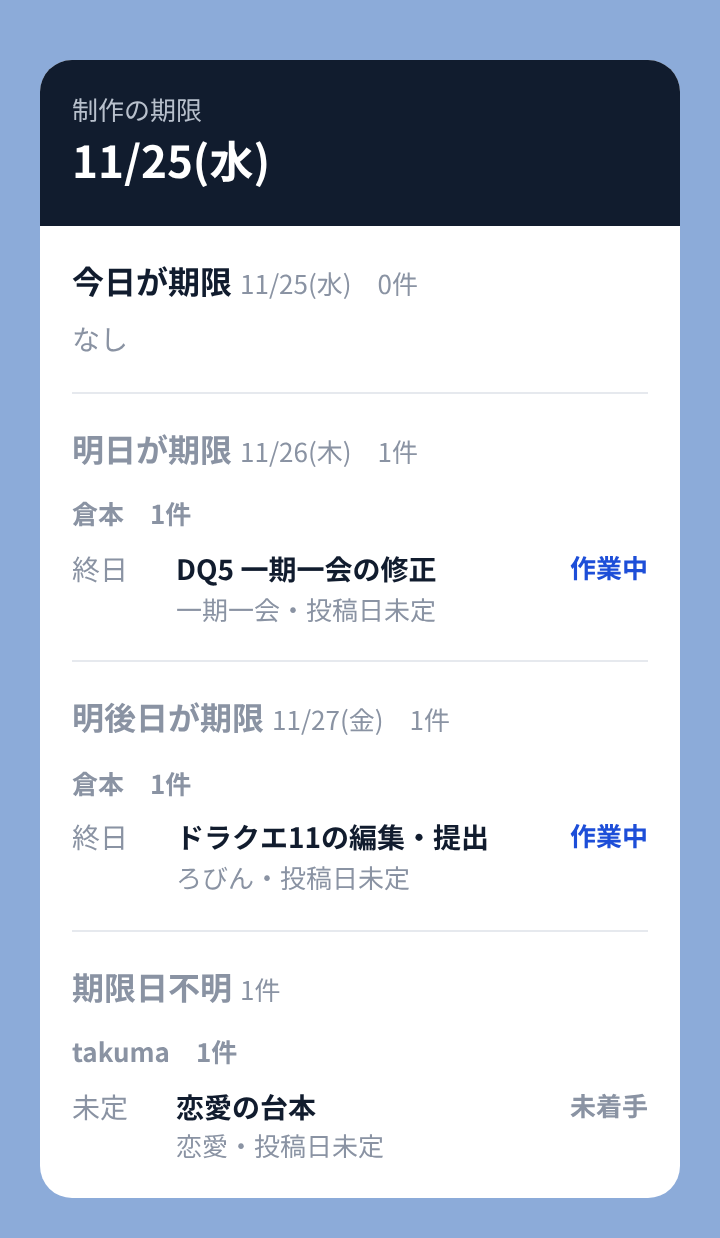 制作の期限
11/25(水)
今日が期限 11/25(水)　0件
なし
明日が期限 11/26(木)　1件
倉本　1件
終日　DQ5 一期一会の修正　作業中
一期一会・投稿日未定
明後日が期限 11/27(金)　1件
倉本　1件
終日　ドラクエ11の編集・提出　作業中
ろびん・投稿日未定
期限日不明 1件
takuma　1件
未定　恋愛の台本　未着手
恋愛・投稿日未定